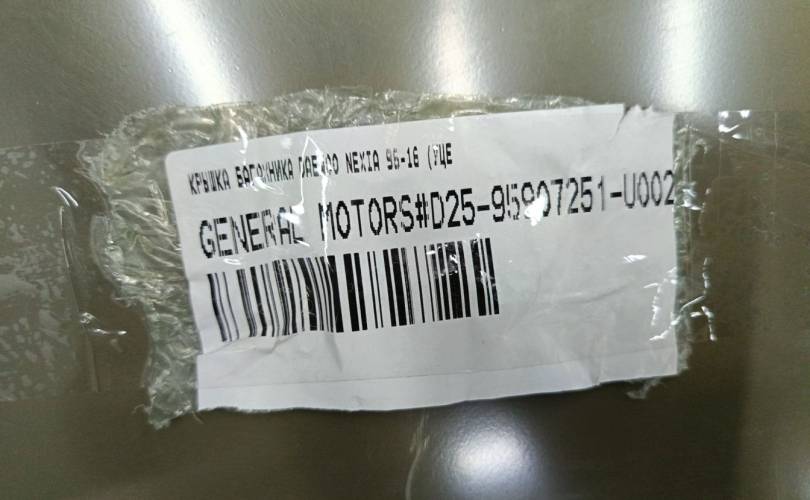 КРЫШКА БАГАЖНИКА DAEWOO NEXIA 95-16 (УЦЕ
GENERAL MOTORS#D25-95907251-U002